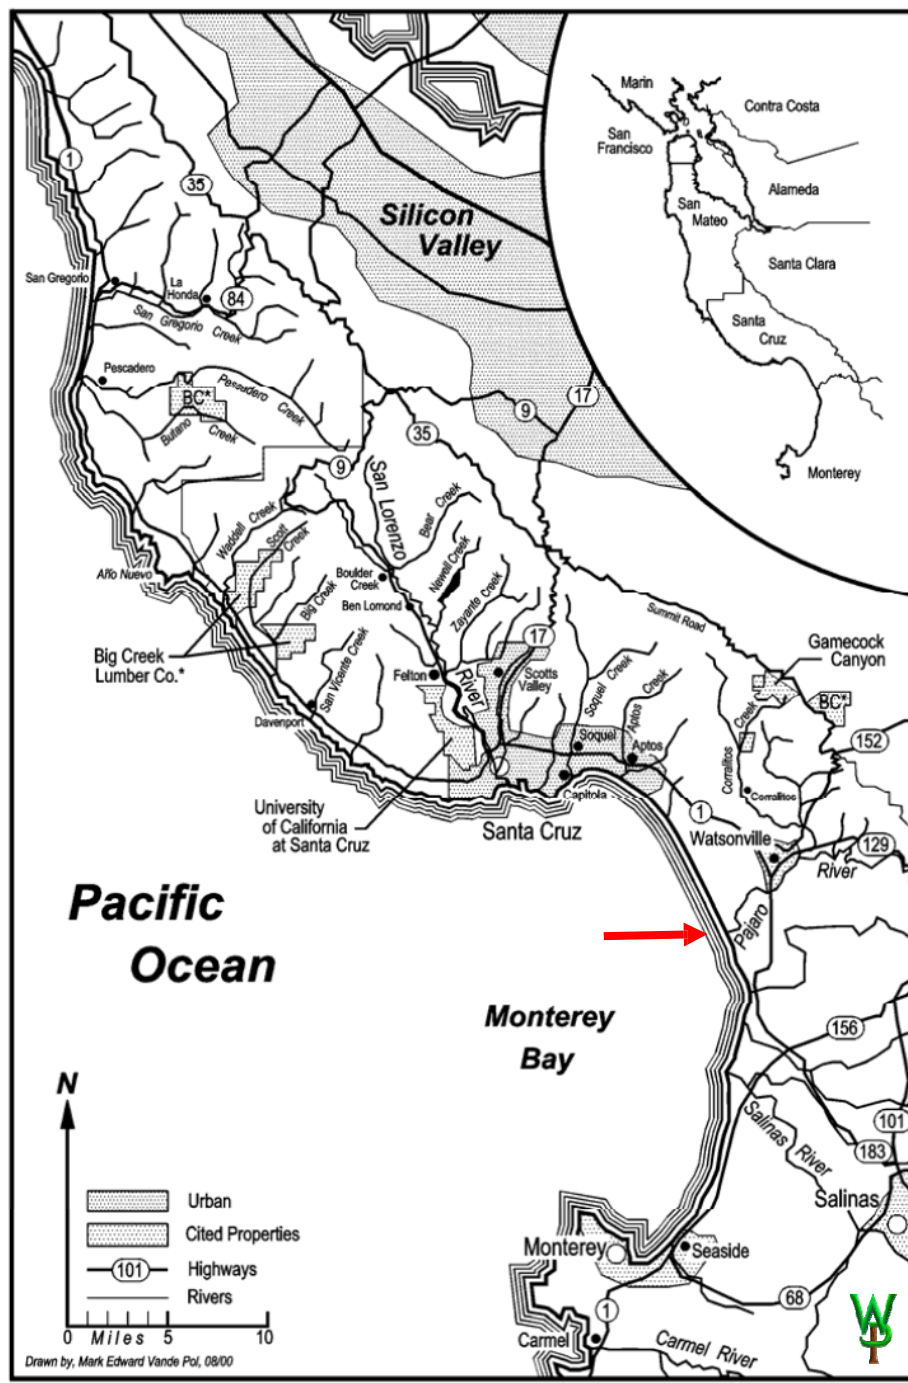 Marin
Contra Costa
San
Francisco
Alameda
San
Mateo
Santa Clara
Santa
Cruz
Monterey
1
35
Silicon
Valley
San Gregorio
La
Honda
84
San Gregorio Creek
Pescadero
BC*
Pescadero Creek
Butano Creek
17
9
35
9
San Lorenzo
River
Bear Creek
Waddell Creek
Scott
Creek
Newell Creek
Boulder
Creek
Big Creek
Ben Lomond
Zayante Creek
Año Nuevo
Summit Road
17
Gamecock
Canyon
Big Creek
Lumber Co.*
San Vicente Creek
Felton
Scotts
Valley
Soquel Creek
Aptos Creek
BC*
Corralitos Creek
152
Davenport
Soquel
Aptos
Capitola
Corralitos
University
of California
at Santa Cruz
Santa Cruz
1
Watsonville
129
River
Pajaro
Pacific
Ocean
Monterey
Bay
156
N
Salinas River
101
183
Salinas
Urban
Cited Properties
101 Highways
Rivers
0 Miles 5 10
Monterey
Seaside
68
1
Carmel
Carmel River
Drawn by, Mark Edward Vande Pol, 08/00